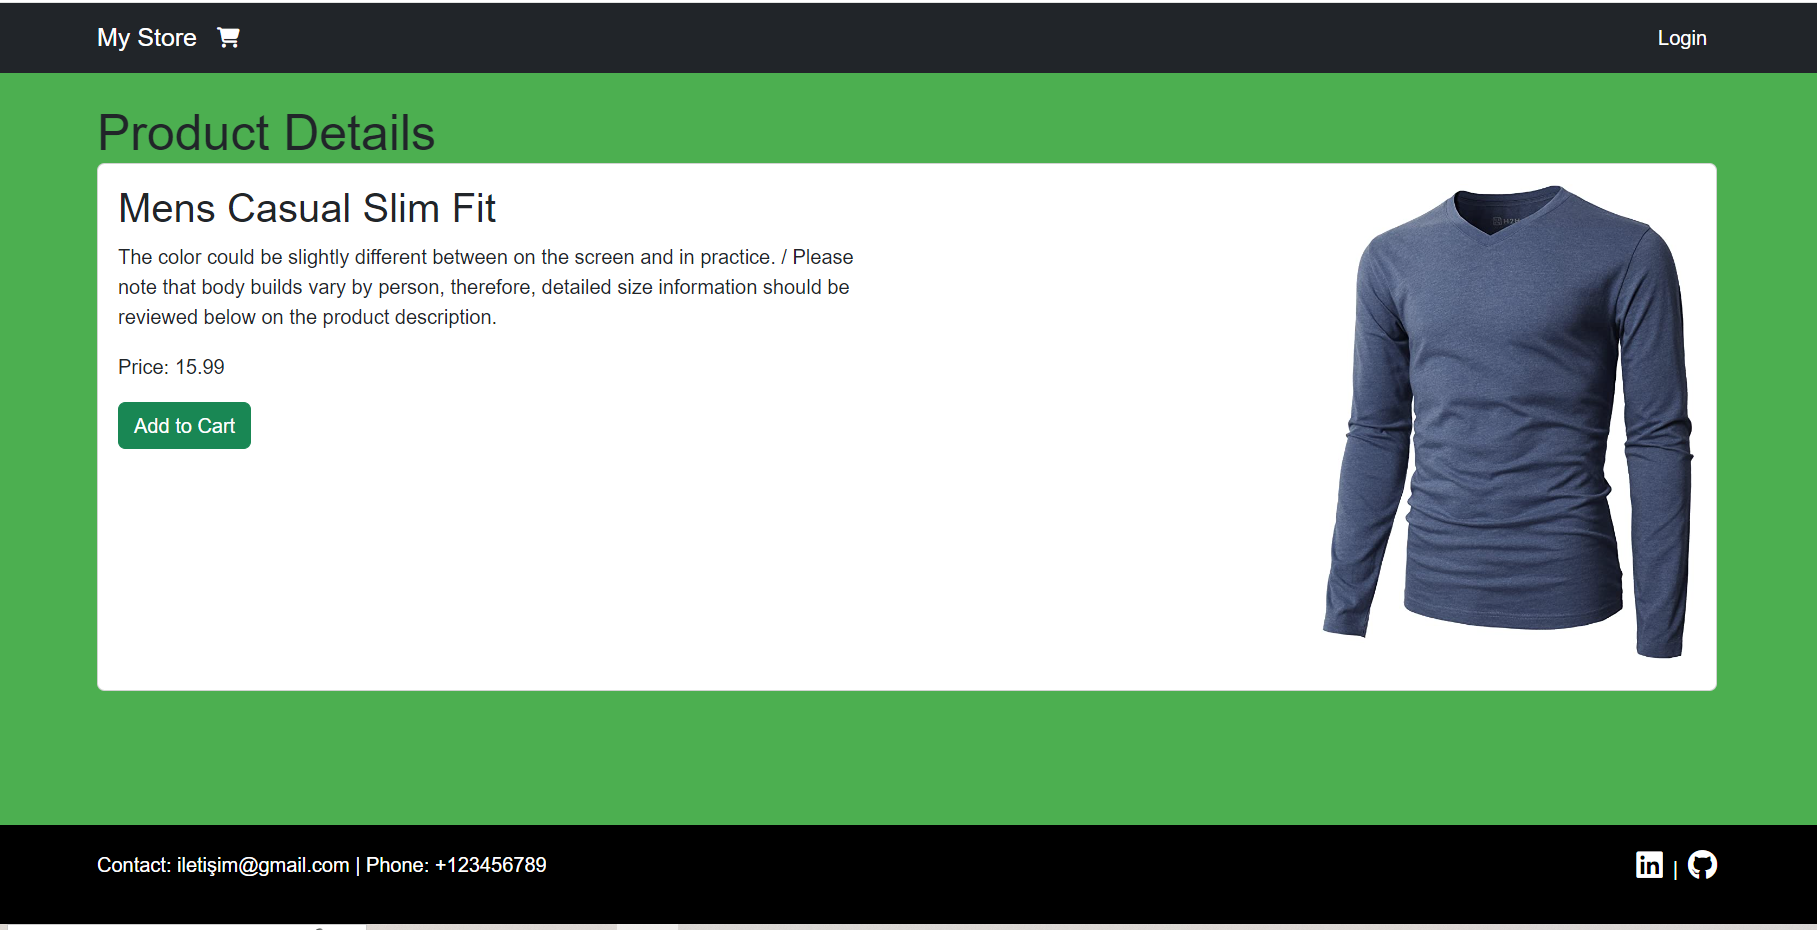 My Store
Login
Product Details
Mens Casual Slim Fit
The color could be slightly different between on the screen and in practice. / Please
note that body builds vary by person, therefore, detailed size information should be
reviewed below on the product description.
Price: 15.99
Add to Cart
Contact: iletişim@gmail.com | Phone: +123456789
in |